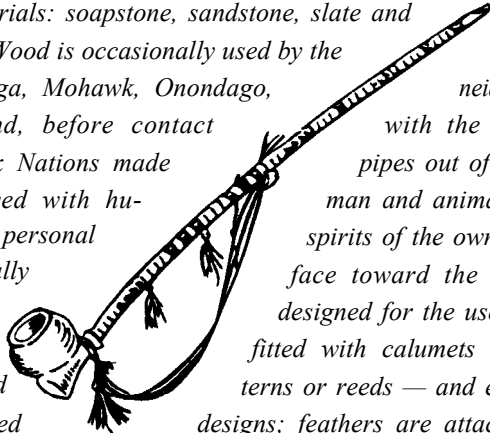 rials: soapstone, sandstone, slate and
Wood is occasionally used by the
ga, Mohawk, Onondago, nei
nd, before contact with the
x Nations made pipes out of
ed with hu- man and anima
personal spirits of the own
ally face toward the
designed for the use
fitted with calumets
d terns or reeds — and e
ed designs; feathers are attac